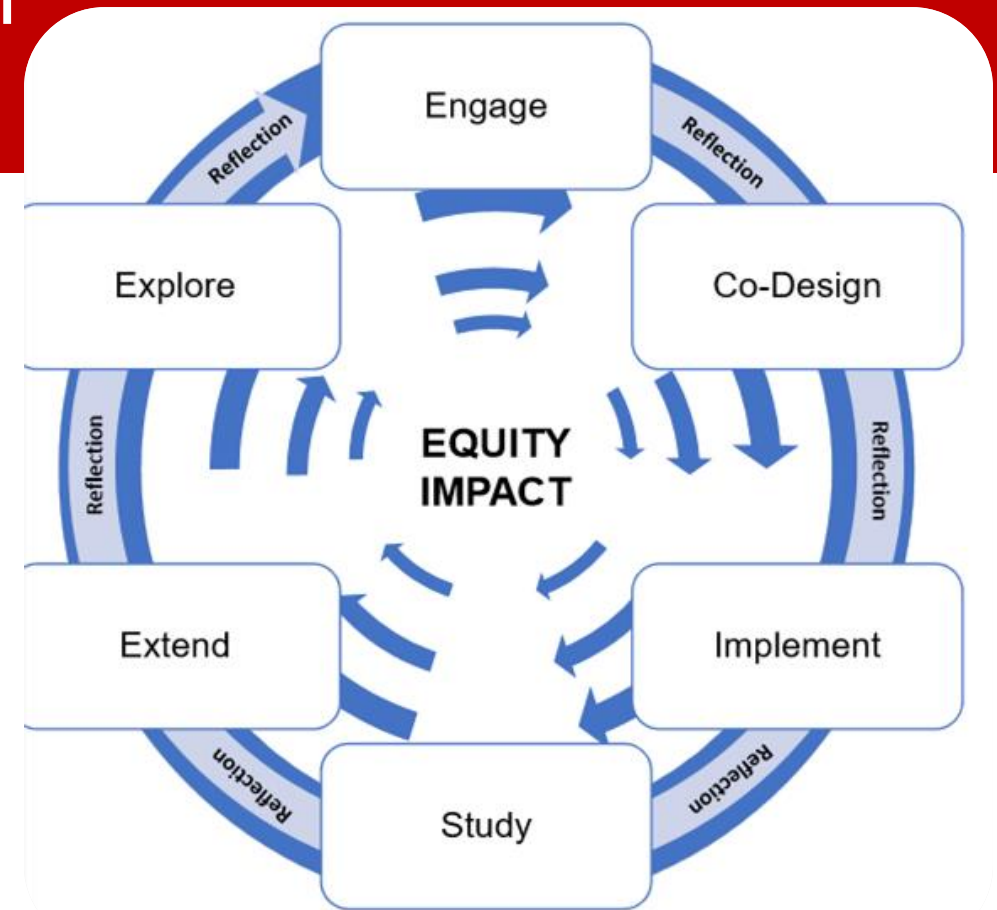 Engage
Reflection
Reflection
Explore
Co-Design
Reflection
EQUITY
IMPACT
Reflection
Extend
Implement
Reflection
Reflection
Study